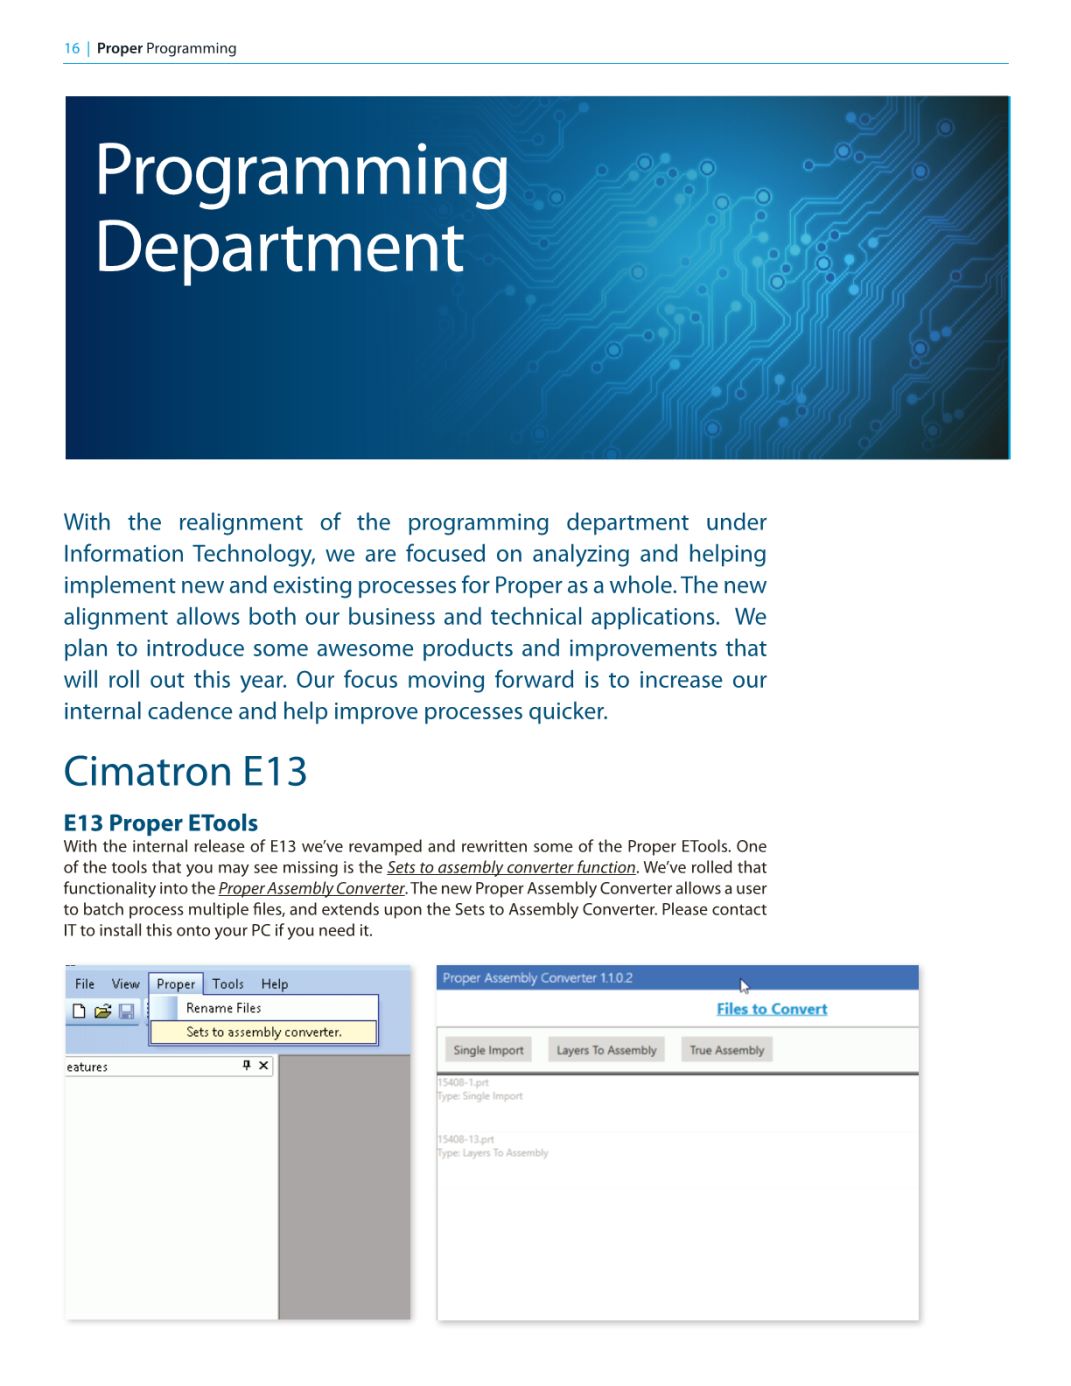 16 | Proper Programming
Programming
Department
With the realignment of the programming department under
Information Technology, we are focused on analyzing and helping
implement new and existing processes for Proper as a whole. The new
alignment allows both our business and technical applications. We
plan to introduce some awesome products and improvements that
will roll out this year. Our focus moving forward is to increase our
internal cadence and help improve processes quicker.
Cimatron E13
E13 Proper ETools
With the internal release of E13 we've revamped and rewritten some of the Proper ETools. One
of the tools that you may see missing is the Sets to assembly converter function. We've rolled that
functionality into the Proper Assembly Converter. The new Proper Assembly Converter allows a user
to batch process multiple files, and extends upon the Sets to Assembly Converter. Please contact
IT to install this onto your PC if you need it.
File View Proper Tools Help
Rename Files
Sets to assembly converter.
eatures
Proper Assembly Converter 1.1.0.2
Files to Convert
Single Import Layers To Assembly True Assembly
15408-1.prt
Type: Single Import
15408-13.prt
Type: Layers To Assembly